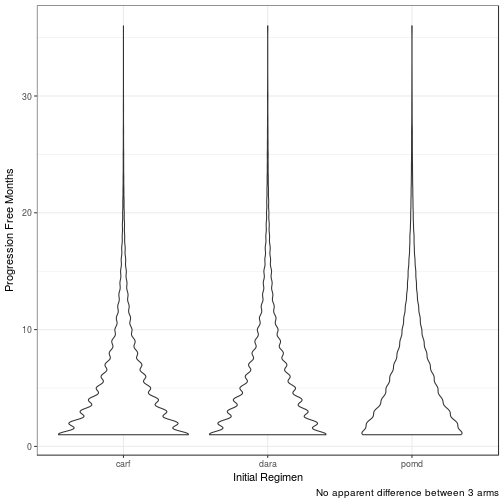 30
20
10
0
Progression Free Months
carf
dara
pomd
Initial Regimen
No apparent difference between 3 arms